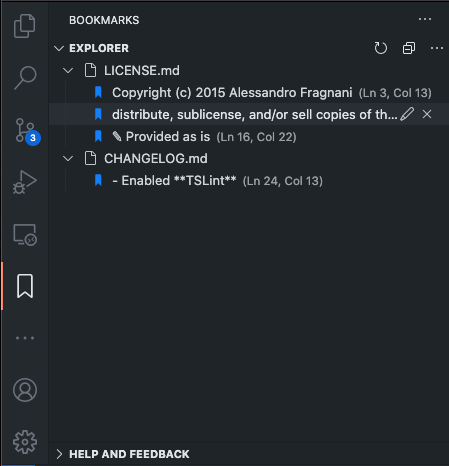 BOOKMARKS
EXPLORER
LICENSE.md
Copyright (c) 2015 Alessandro Fragnani (Ln 3, Col 13)
distribute, sublicense, and/or sell copies of th...
✎ Provided as is (Ln 16, Col 22)
3
CHANGELOG.md
- Enabled **TSLint** (Ln 24, Col 13)
HELP AND FEEDBACK